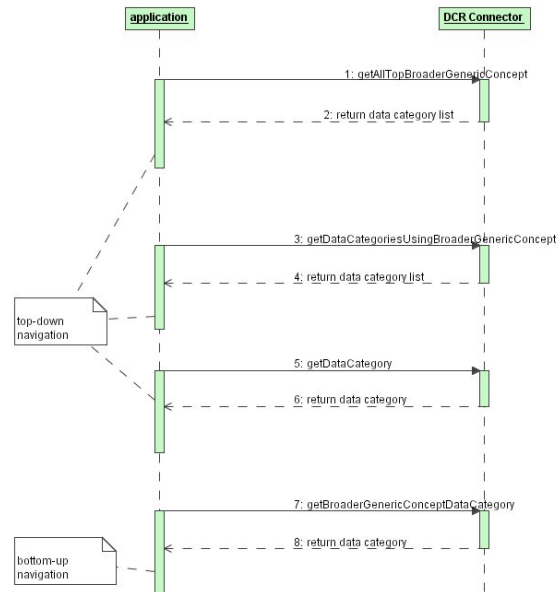 application
DCR Connector
1: getAllTopBroaderGenericConcept
2: return data category list
3: getDataCategoriesUsingBroaderGenericConcept
4: return data category list
top-down
navigation
5: getDataCategory
6: return data category
7: getBroaderGenericConceptDataCategory
8: return data category
bottom-up
navigation